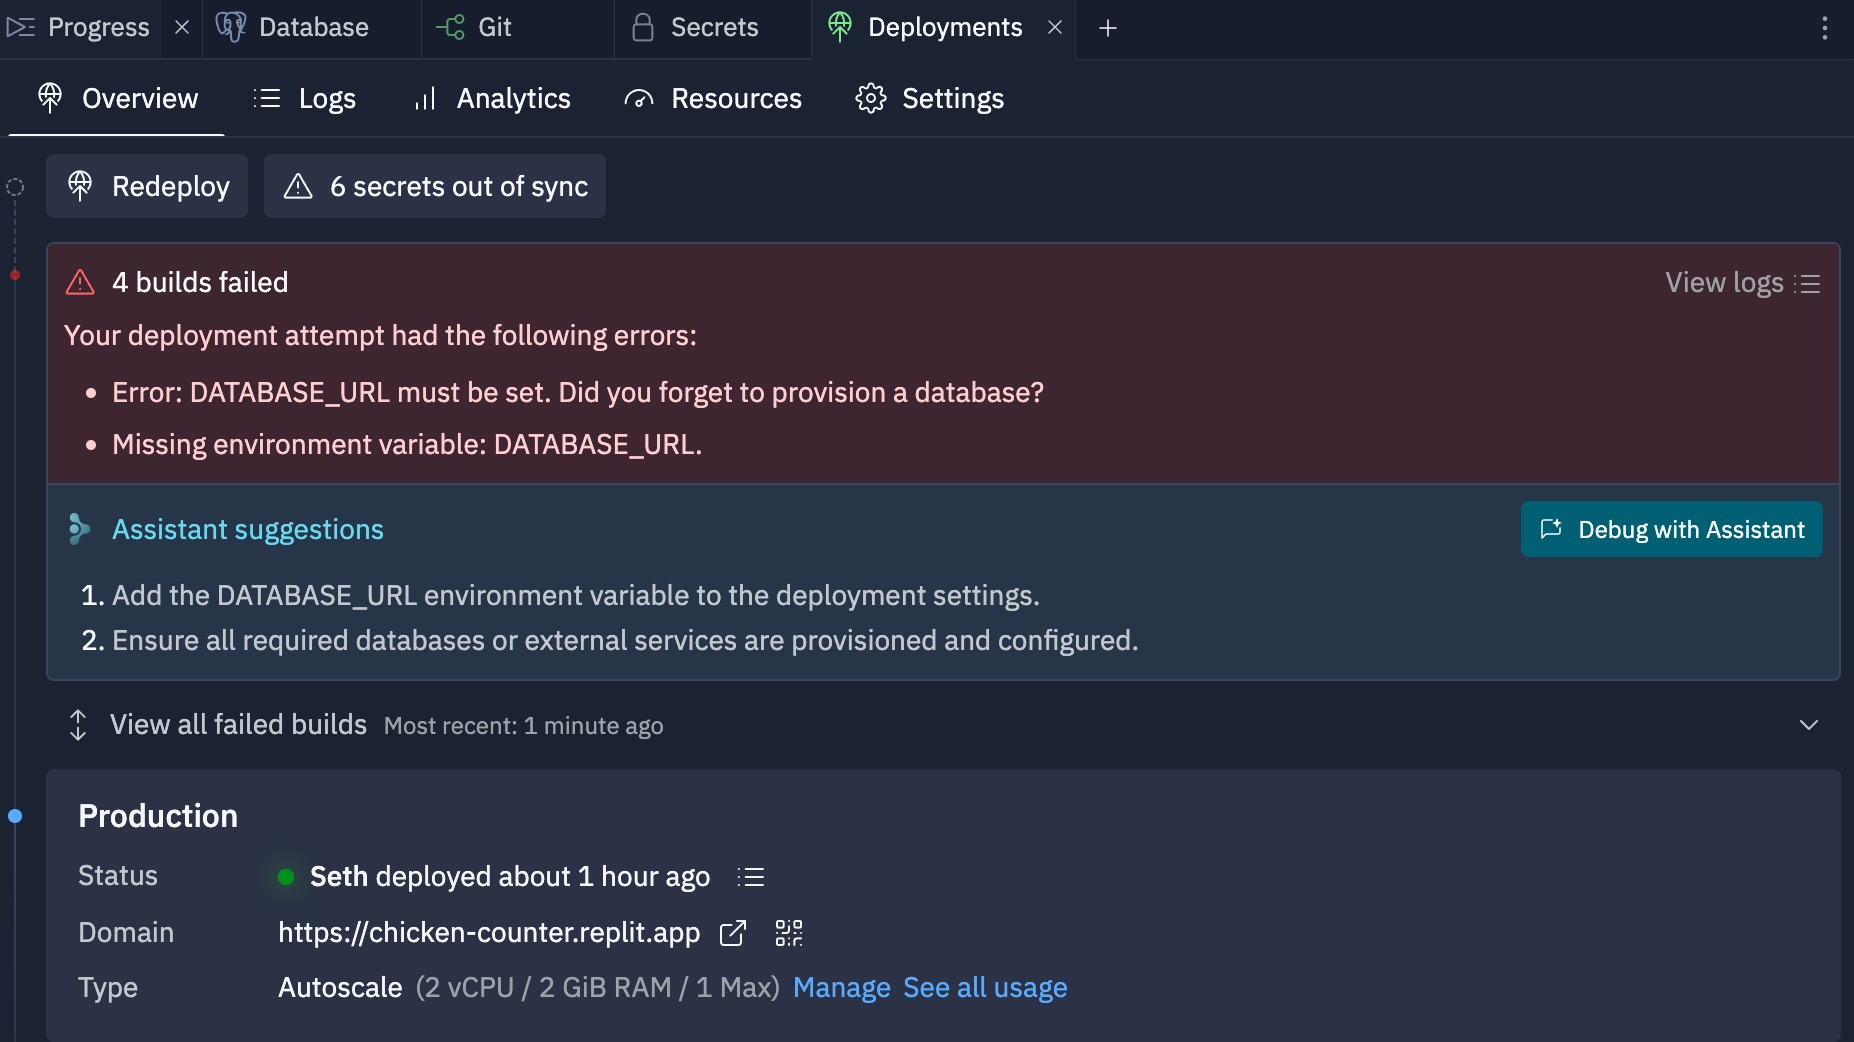 Progress
Database
Git
Secrets
Deployments
Overview
Logs
Analytics
Resources
Settings
Redeploy
6 secrets out of sync
4 builds failed
View logs
Your deployment attempt had the following errors:
• Error: DATABASE_URL must be set. Did you forget to provision a database?
• Missing environment variable: DATABASE_URL.
Assistant suggestions
Debug with Assistant
1. Add the DATABASE_URL environment variable to the deployment settings.
2. Ensure all required databases or external services are provisioned and configured.
View all failed builds Most recent: 1 minute ago
Production
Status Seth deployed about 1 hour ago
Domain https://chicken-counter.replit.app
Type Autoscale (2 vCPU / 2 GiB RAM / 1 Max) Manage See all usage